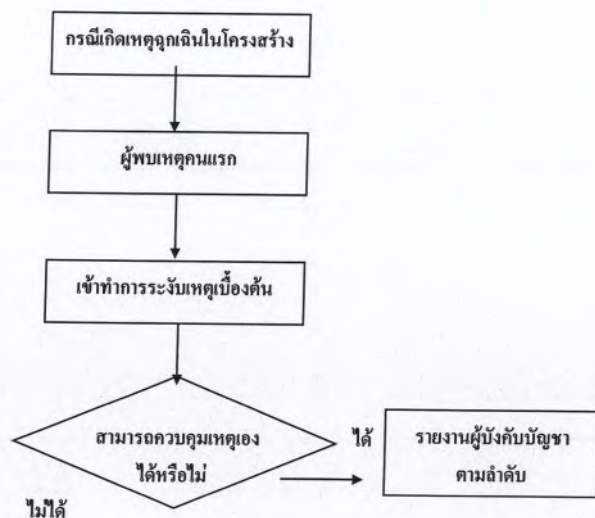 กรณีเกิดเหตุฉุกเฉินในโครงสร้าง
ผู้พบเหตุคนแรก
เข้าทำการระงับเหตุเบื้องต้น
สามารถควบคุมเหตุเอง
ได้หรือไม่
ได้
รายงานผู้บังคับบัญชา
ตามลำดับ
ไม่ได้